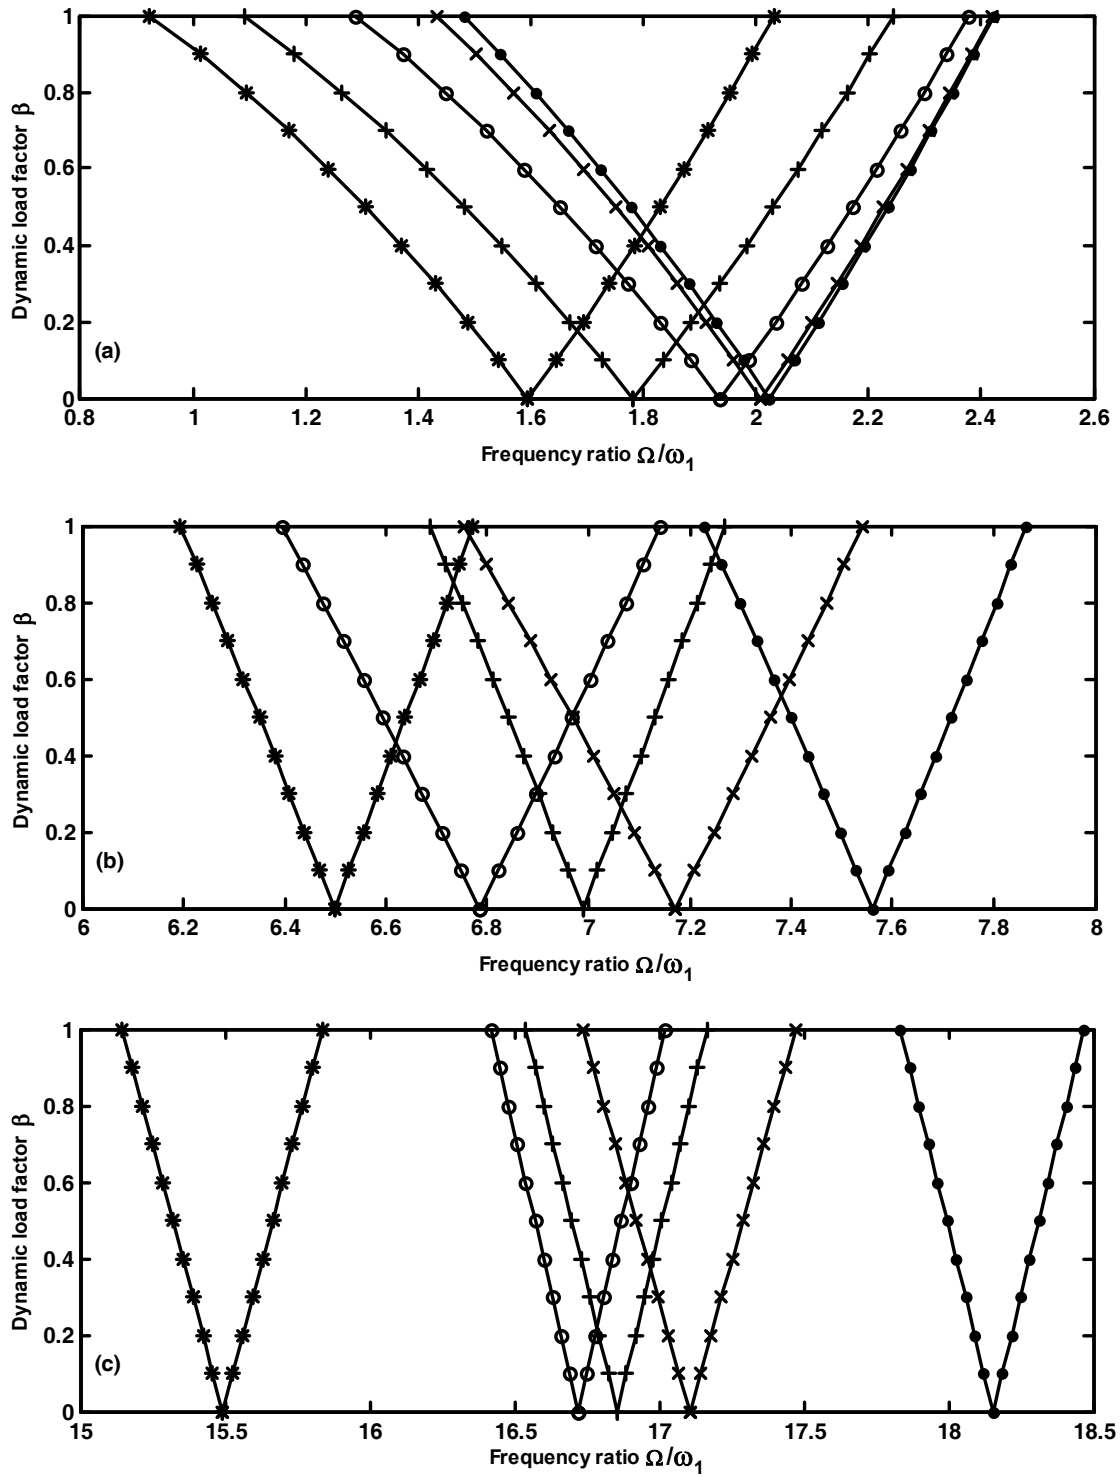 1
0.8
0.6
0.4
0.2
0
Dynamic load factor β
(a)
0.8 1 1.2 1.4 1.6 1.8 2 2.2 2.4 2.6
Frequency ratio Ω/ω1
1
0.8
0.6
0.4
0.2
0
Dynamic load factor β
(b)
6 6.2 6.4 6.6 6.8 7 7.2 7.4 7.6 7.8 8
Frequency ratio Ω/ω1
1
0.8
0.6
0.4
0.2
0
Dynamic load factor β
(c)
15 15.5 16 16.5 17 17.5 18 18.5
Frequency ratio Ω/ω1